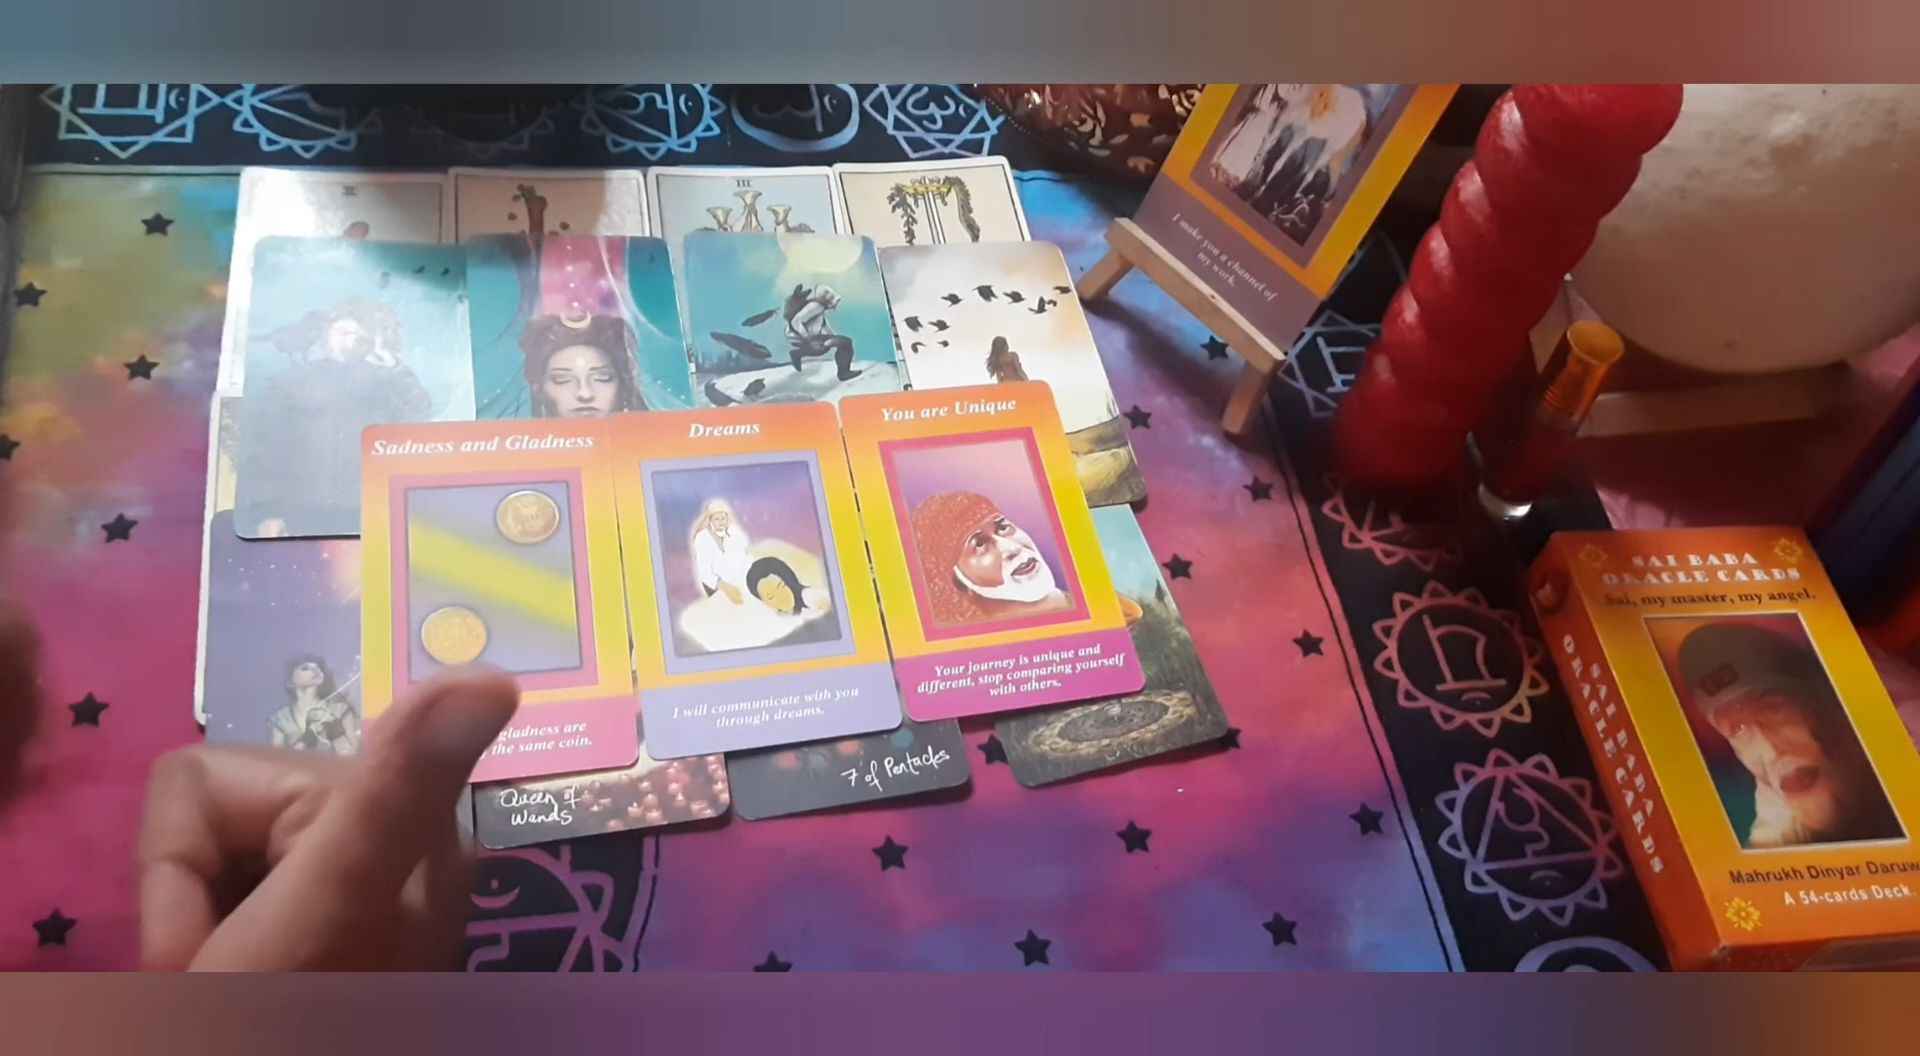 III
I make you a channel of
my work.
Sadness and Gladness
Dreams
You are Unique
gladness are
the same coin.
I will communicate with you
through dreams.
Your journey is unique and
different, stop comparing yourself
with others.
Queen of
Wands
7 of Pentacles
SAI BABA
ORACLE CARDS
Sai, my master, my angel.
SAI BABA
ORACLE CARDS
Mahrukh Dinyar Daruw
A 54-cards Deck.